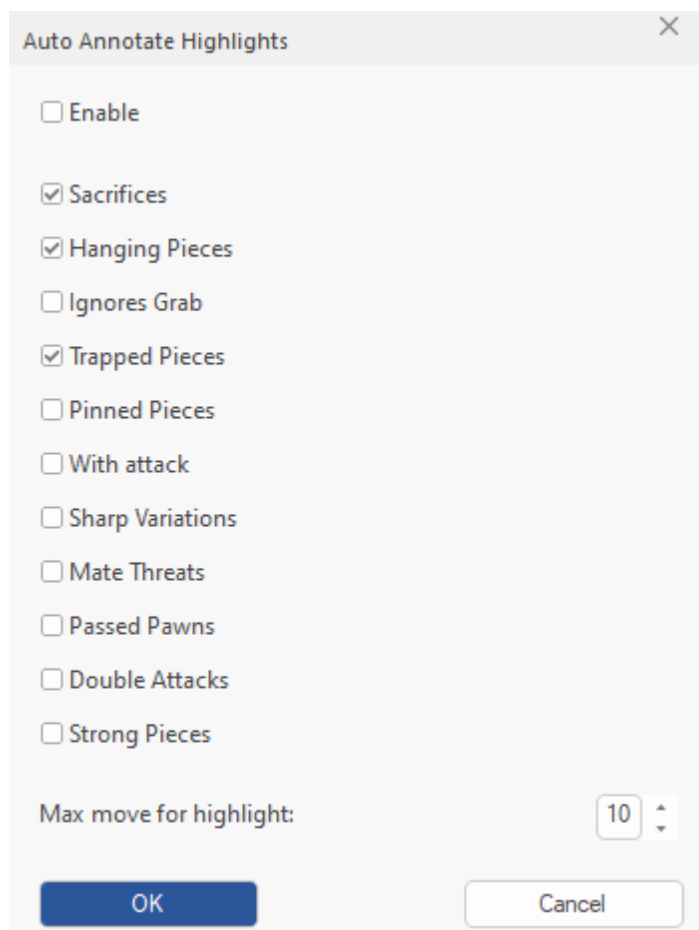 Auto Annotate Highlights
Enable
Sacrifices
Hanging Pieces
Ignores Grab
Trapped Pieces
Pinned Pieces
With attack
Sharp Variations
Mate Threats
Passed Pawns
Double Attacks
Strong Pieces
Max move for highlight: 10
OK Cancel